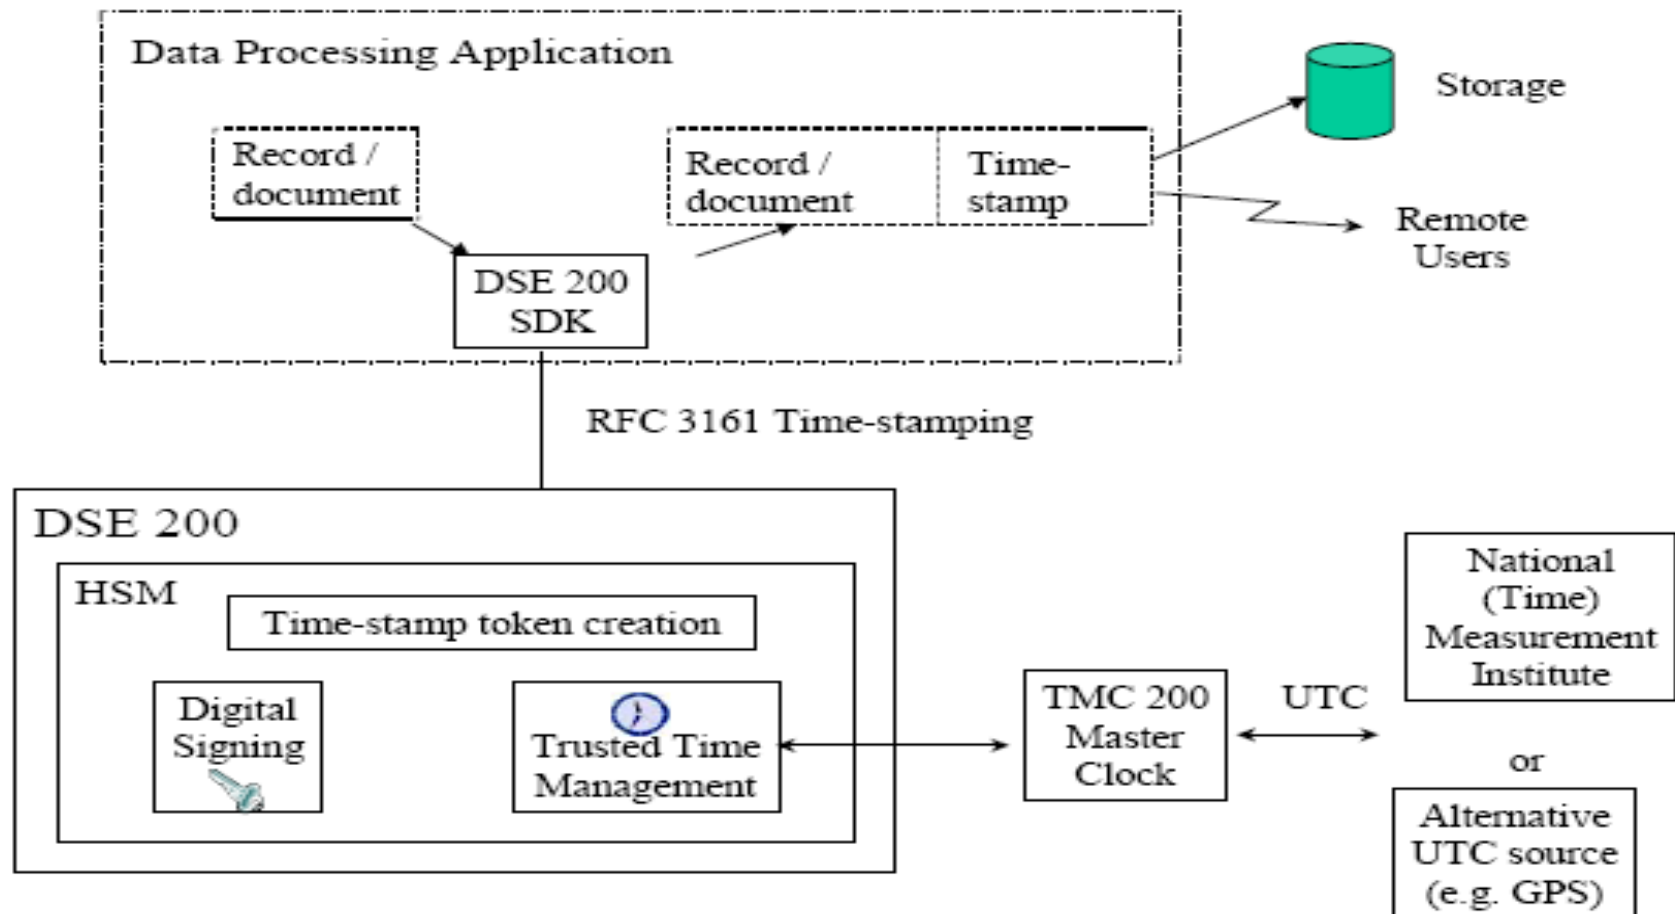 Data Processing Application
Storage
Record /
document
Record /
document
Time-
stamp
Remote
Users
DSE 200
SDK
RFC 3161 Time-stamping
DSE 200
HSM
Time-stamp token creation
Digital
Signing
Trusted Time
Management
TMC 200
Master
Clock
UTC
National
(Time)
Measurement
Institute
or
Alternative
UTC source
(e.g. GPS)